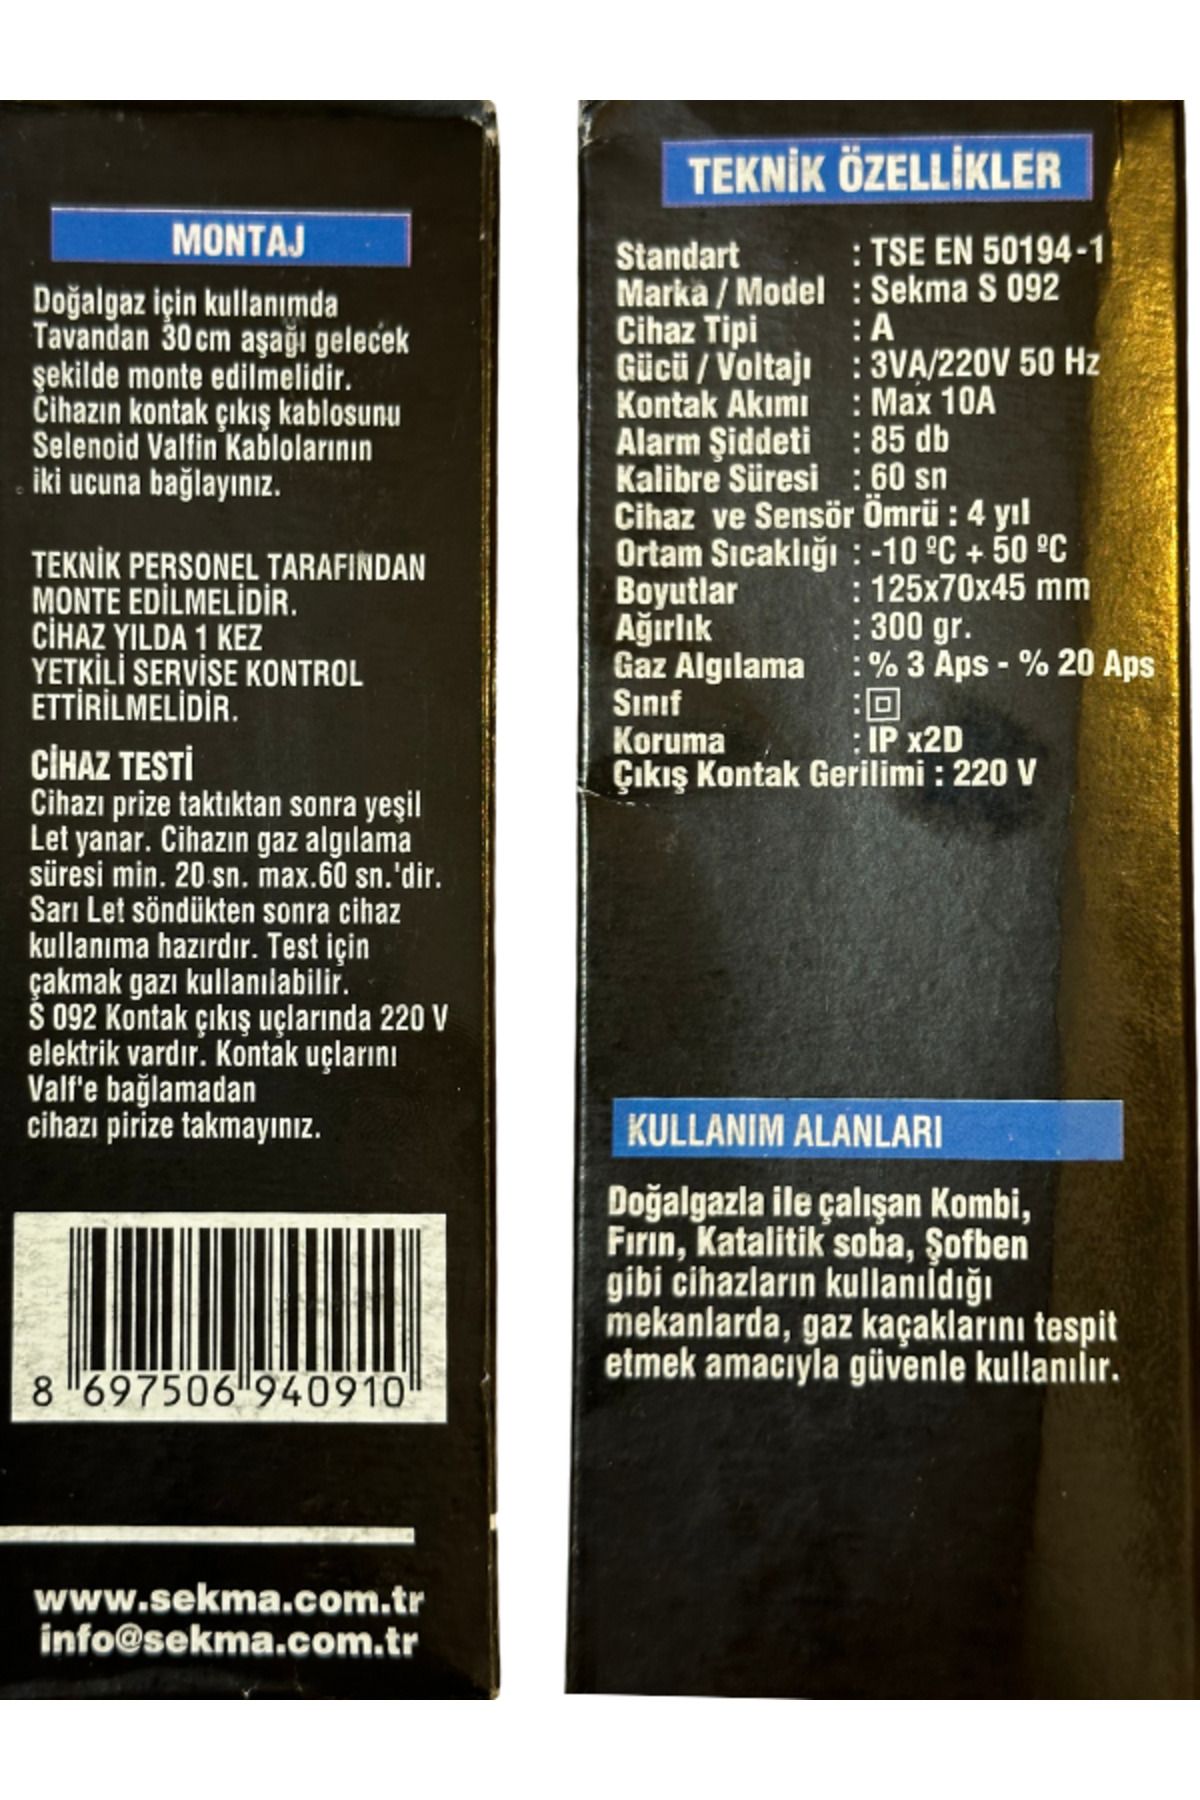 MONTAJ
Doğalgaz için kullanımda
Tavandan 30cm aşağı gelecek
şekilde monte edilmelidir.
Cihazın kontak çıkış kablosunu
Selenoid Valfin Kablolarının
iki ucuna bağlayınız.
TEKNİK PERSONEL TARAFINDAN
MONTE EDİLMELİDİR.
CİHAZ YILDA 1 KEZ
YETKİLİ SERVİSE KONTROL
ETTİRİLMELİDİR.
CİHAZ TESTİ
Cihazı prize taktıktan sonra yeşil
Let yanar. Cihazın gaz algılama
süresi min. 20 sn. max.60 sn.'dir.
Sarı Let söndükten sonra cihaz
kullanıma hazırdır. Test için
çakmak gazı kullanılabilir.
S 092 Kontak çıkış uçlarında 220 V
elektrik vardır. Kontak uçlarını
Valf'e bağlamadan
cihazı pirize takmayınız.
8 697506 940910
www.sekma.com.tr
info@sekma.com.tr
TEKNİK ÖZELLİKLER
Standart : TSE EN 50194-1
Marka / Model : Sekma S 092
Cihaz Tipi : A
Gücü / Voltajı : 3VA/220V 50 Hz
Kontak Akımı : Max 10A
Alarm Şiddeti : 85 db
Kalibre Süresi : 60 sn
Cihaz ve Sensör Ömrü : 4 yıl
Ortam Sıcaklığı : -10 ºC + 50 ºC
Boyutlar : 125x70x45 mm
Ağırlık : 300 gr.
Gaz Algılama : % 3 Aps - % 20 Aps
Sınıf :
Koruma : IP x2D
Çıkış Kontak Gerilimi : 220 V
KULLANIM ALANLARI
Doğalgazla ile çalışan Kombi,
Fırın, Katalitik soba, Şofben
gibi cihazların kullanıldığı
mekanlarda, gaz kaçaklarını tespit
etmek amacıyla güvenle kullanılır.